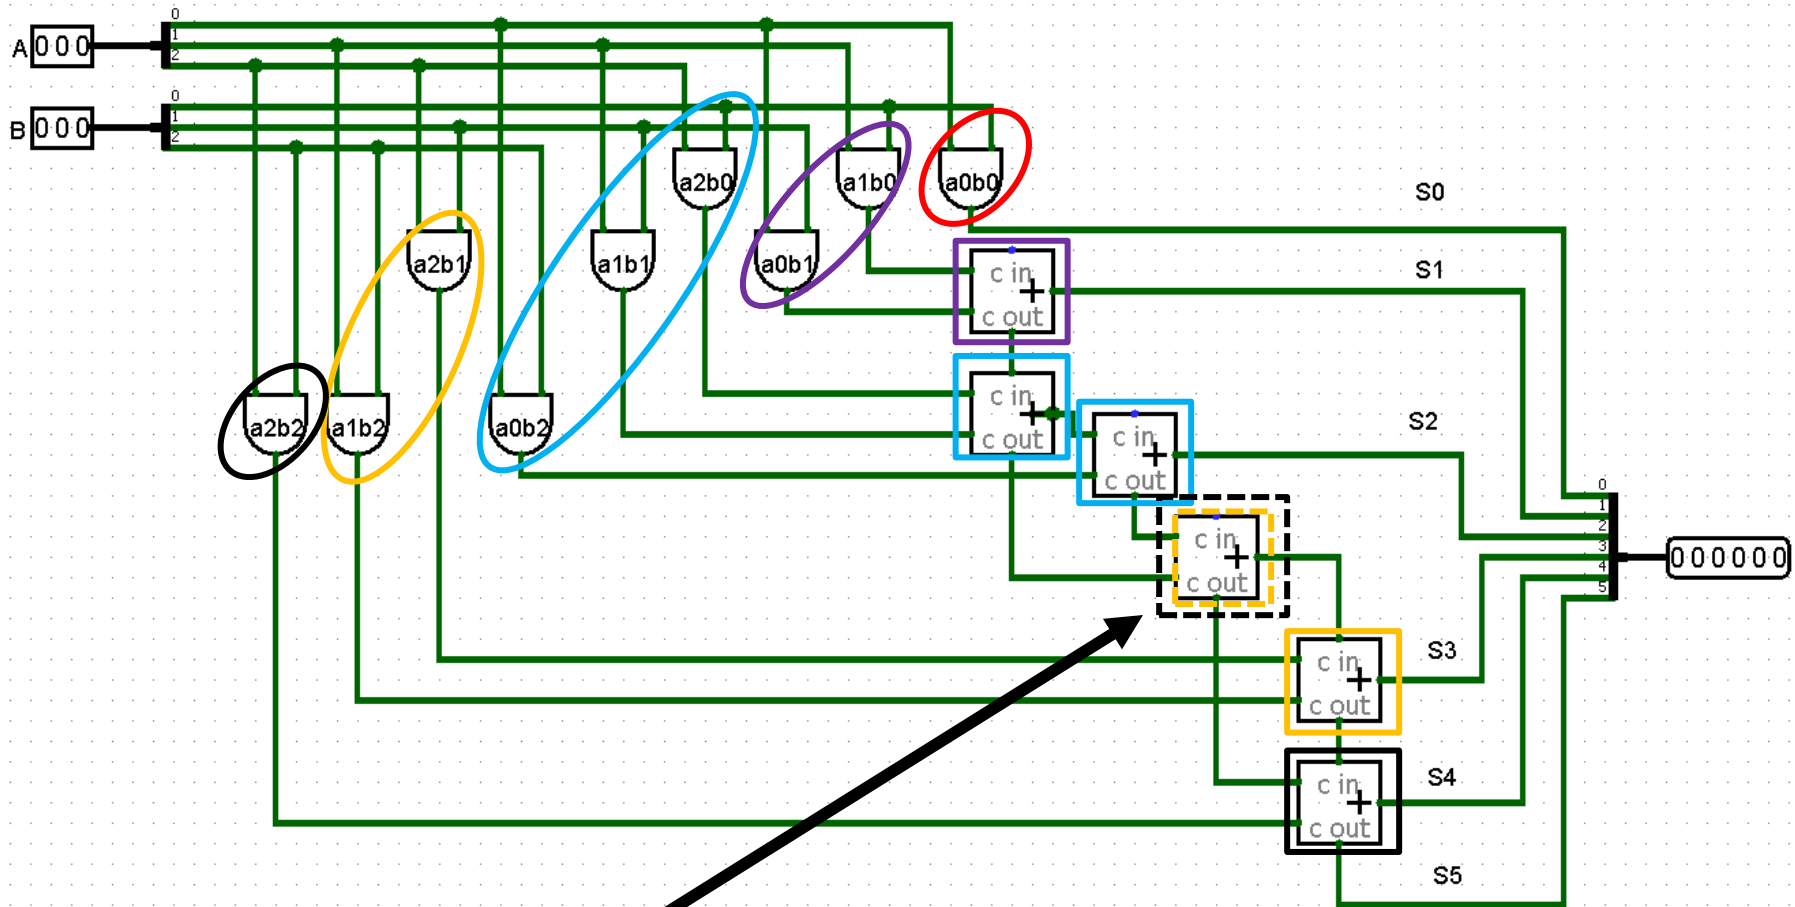 0
1
2
A 000
0
1
2
B 000
a2b0
a1b0
a0b0
S0
a2b1
a1b1
a0b1
c in
+
c out
S1
a2b2
a1b2
a0b2
c in
+
c out
c in
+
c out
S2
c in
+
c out
0
1
2
3
4
5
000000
c in
+
c out
S3
c in
+
c out
S4
S5